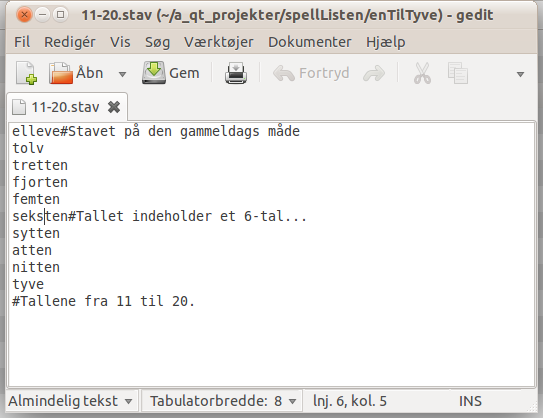 11-20.stav (~/a_qt_projekter/spellListen/enTilTyve) - gedit
Fil Redigér Vis Søg Værktøjer Dokumenter Hjælp
Åbn Gem Fortryd
11-20.stav
elleve#Stavet på den gammeldags måde
tolv
tretten
fjorten
femten
seksten#Tallet indeholder et 6-tal...
sytten
atten
nitten
tyve
#Tallene fra 11 til 20.
Almindelig tekst Tabulatorbredde: 8 lnj. 6, kol. 5 INS